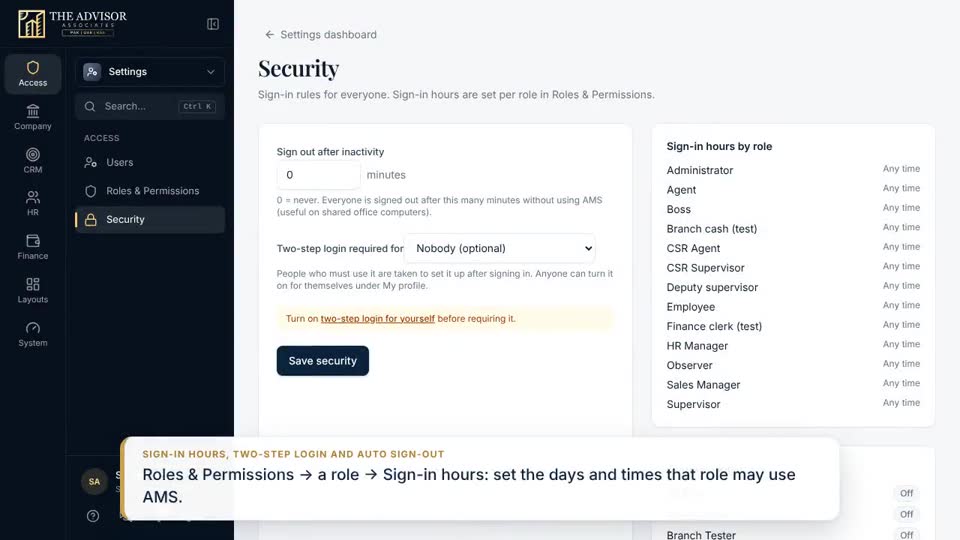 THE ADVISOR
ASSOCIATES
Access
Company
CRM
HR
Finance
Layouts
System
Settings
Search...
Ctrl K
ACCESS
Users
Roles & Permissions
Security
SA
← Settings dashboard
Security
Sign-in rules for everyone. Sign-in hours are set per role in Roles & Permissions.
Sign out after inactivity
0 minutes
0 = never. Everyone is signed out after this many minutes without using AMS
(useful on shared office computers).
Two-step login required for Nobody (optional)
People who must use it are taken to set it up after signing in. Anyone can turn it
on for themselves under My profile.
Turn on two-step login for yourself before requiring it.
Save security
Sign-in hours by role
Administrator Any time
Agent Any time
Boss Any time
Branch cash (test) Any time
CSR Agent Any time
CSR Supervisor Any time
Deputy supervisor Any time
Employee Any time
Finance clerk (test) Any time
HR Manager Any time
Observer Any time
Sales Manager Any time
Supervisor Any time
Off
Off
Branch Tester Off
SIGN-IN HOURS, TWO-STEP LOGIN AND AUTO SIGN-OUT
Roles & Permissions → a role → Sign-in hours: set the days and times that role may use
AMS.